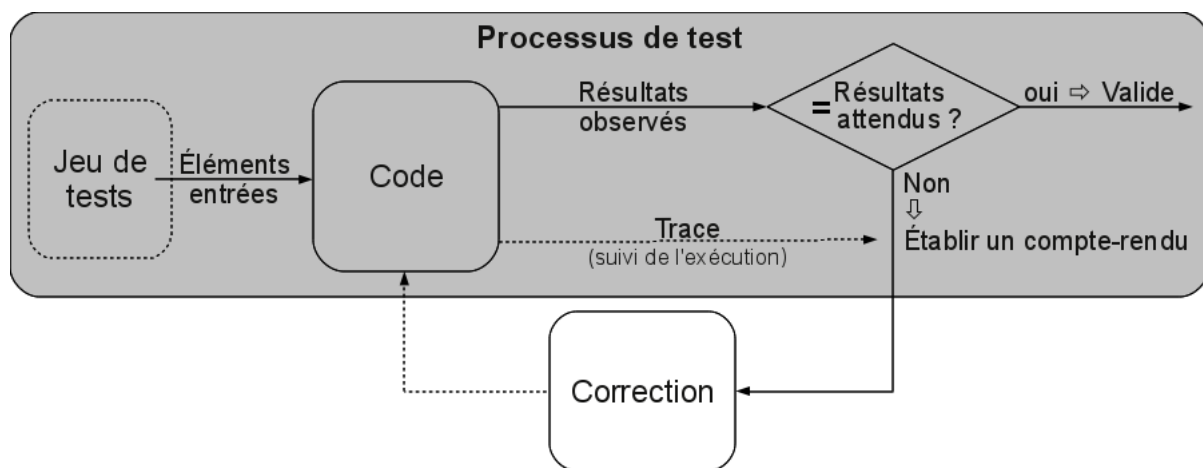 Processus de test
Jeu de
tests
Éléments
entrées
Code
Résultats
observés
= Résultats
attendus ?
oui ⇨ Valide
Non
⇩
Établir un compte-rendu
Trace
(suivi de l'exécution)
Correction